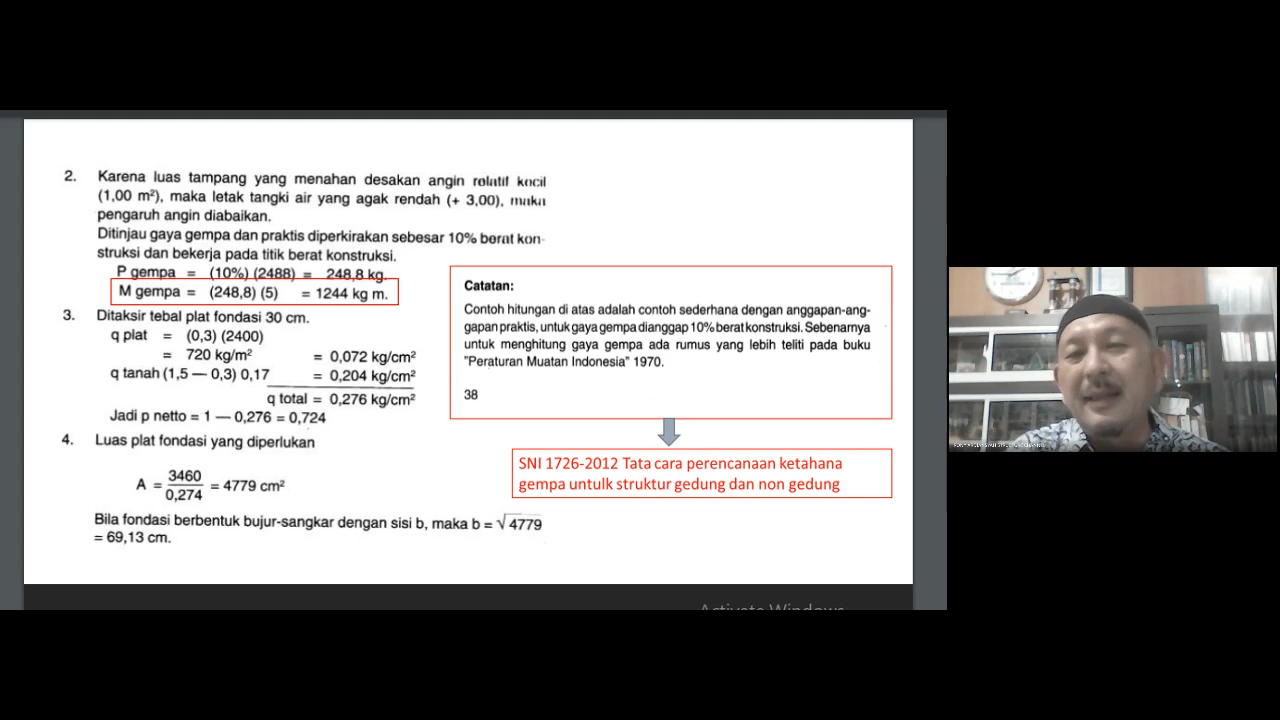 2. Karena luas tampang yang menahan desakan angin relatif kecil
(1,00 m²), maka letak tangki air yang agak rendah (+ 3,00), maka
pengaruh angin diabaikan.
Ditinjau gaya gempa dan praktis diperkirakan sebesar 10% berat kon-
struksi dan bekerja pada titik berat konstruksi.
P gempa = (10%) (2488) = 248,8 kg.
M gempa = (248,8) (5) = 1244 kg m.
3. Ditaksir tebal plat fondasi 30 cm.
q plat = (0,3) (2400)
= 720 kg/m² = 0,072 kg/cm²
q tanah (1,5 — 0,3) 0,17 = 0,204 kg/cm²
q total = 0,276 kg/cm²
Jadi p netto = 1 — 0,276 = 0,724
4. Luas plat fondasi yang diperlukan
A = 3460/0,274 = 4779 cm²
Bila fondasi berbentuk bujur-sangkar dengan sisi b, maka b = √4779
= 69,13 cm.
Catatan:
Contoh hitungan di atas adalah contoh sederhana dengan anggapan-ang-
gapan praktis, untuk gaya gempa dianggap 10% berat konstruksi. Sebenarnya
untuk menghitung gaya gempa ada rumus yang lebih teliti pada buku
"Peraturan Muatan Indonesia" 1970.
38
SNI 1726-2012 Tata cara perencanaan ketahana
gempa untulk struktur gedung dan non gedung
Activate Windows